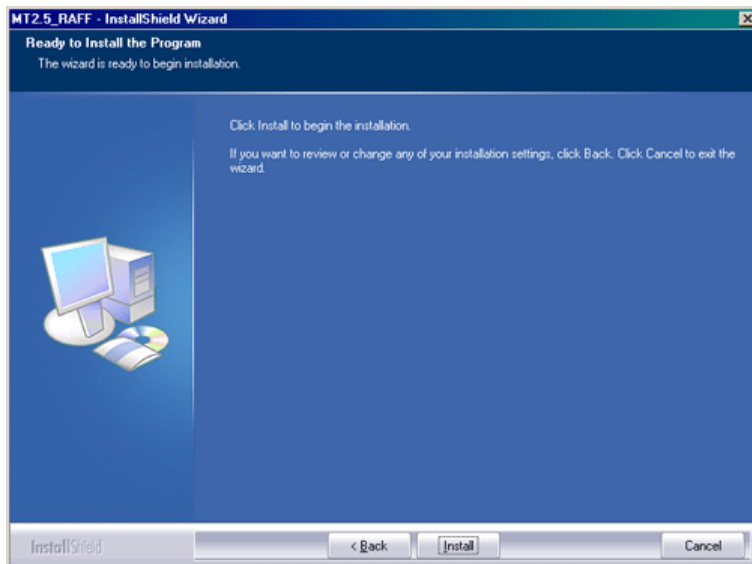 MT2.5_RAFF - InstallShield Wizard
Ready to Install the Program
The wizard is ready to begin installation.
Click Install to begin the installation.
If you want to review or change any of your installation settings, click Back. Click Cancel to exit the
wizard.
InstallShield
< Back
Install
Cancel